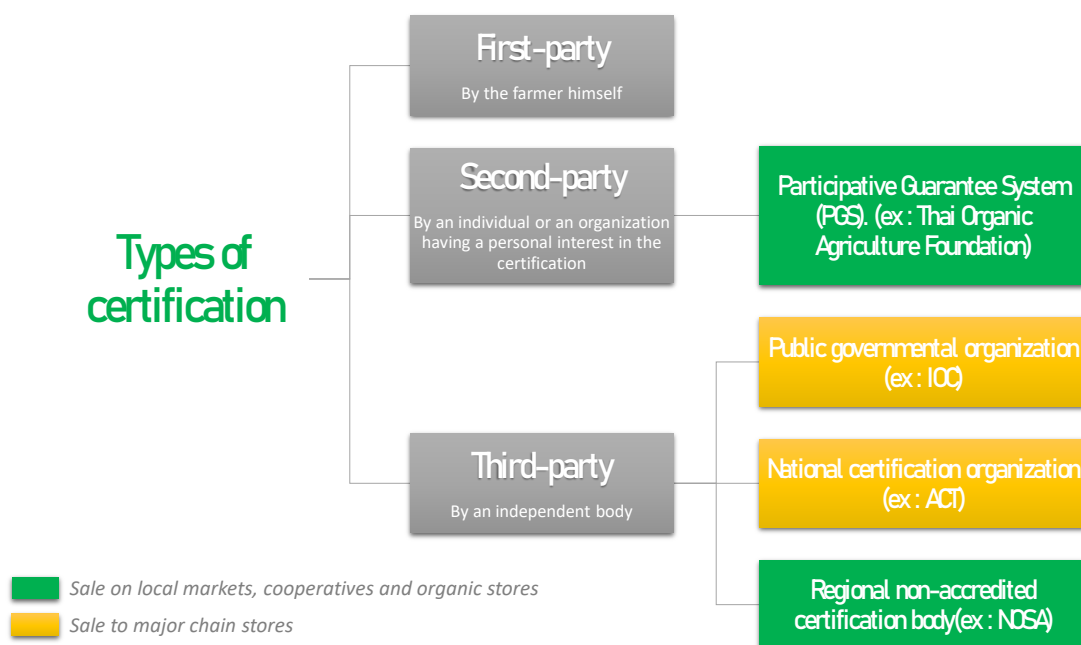 Types of
certification
First-party
By the farmer himself
Second-party
By an individual or an organization
having a personal interest in the
certification
Participative Guarantee System
(PGS). (ex : Thai Organic
Agriculture Foundation)
Third-party
By an independent body
Public governmental organization
(ex : IOC)
National certification organization
(ex : ACT)
Regional non-accredited
certification body(ex : NOSA)
Sale on local markets, cooperatives and organic stores
Sale to major chain stores